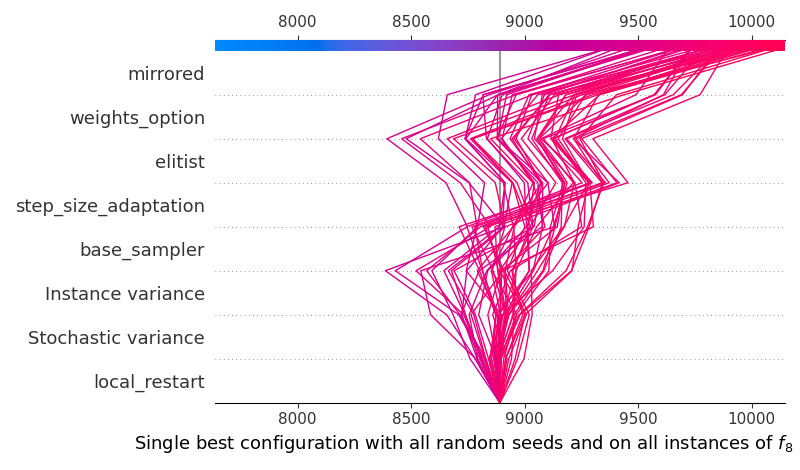 8000 8500 9000 9500 10000
mirrored
weights_option
elitist
step_size_adaptation
base_sampler
Instance variance
Stochastic variance
local_restart
8000 8500 9000 9500 10000
Single best configuration with all random seeds and on all instances of f₈